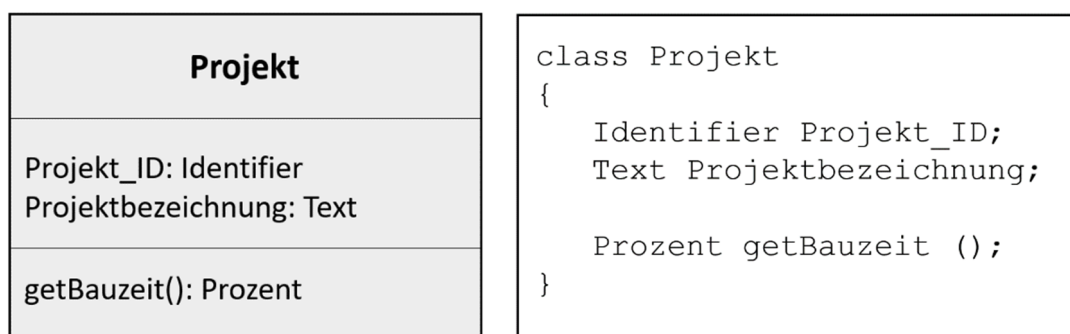 Projekt
Projekt_ID: Identifier
Projektbezeichnung: Text
getBauzeit(): Prozent
class Projekt
{
Identifier Projekt_ID;
Text Projektbezeichnung;
Prozent getBauzeit ();
}